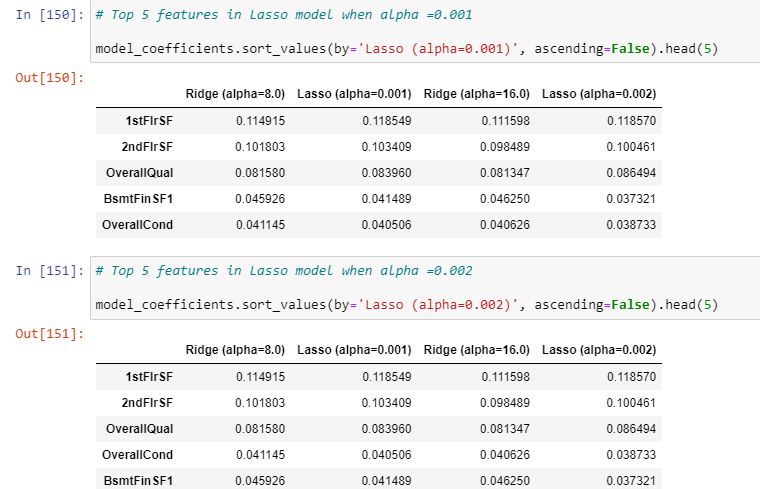 In [150]: # Top 5 features in Lasso model when alpha =0.001
model_coefficients.sort_values(by='Lasso (alpha=0.001)', ascending=False).head(5)
Out[150]:
Ridge (alpha=8.0) Lasso (alpha=0.001) Ridge (alpha=16.0) Lasso (alpha=0.002)
1stFlrSF 0.114915 0.118549 0.111598 0.118570
2ndFlrSF 0.101803 0.103409 0.098489 0.100461
OverallQual 0.081580 0.083960 0.081347 0.086494
BsmtFinSF1 0.045926 0.041489 0.046250 0.037321
OverallCond 0.041145 0.040506 0.040626 0.038733
In [151]: # Top 5 features in Lasso model when alpha =0.002
model_coefficients.sort_values(by='Lasso (alpha=0.002)', ascending=False).head(5)
Out[151]:
Ridge (alpha=8.0) Lasso (alpha=0.001) Ridge (alpha=16.0) Lasso (alpha=0.002)
1stFlrSF 0.114915 0.118549 0.111598 0.118570
2ndFlrSF 0.101803 0.103409 0.098489 0.100461
OverallQual 0.081580 0.083960 0.081347 0.086494
OverallCond 0.041145 0.040506 0.040626 0.038733
BsmtFinSF1 0.045926 0.041489 0.046250 0.037321